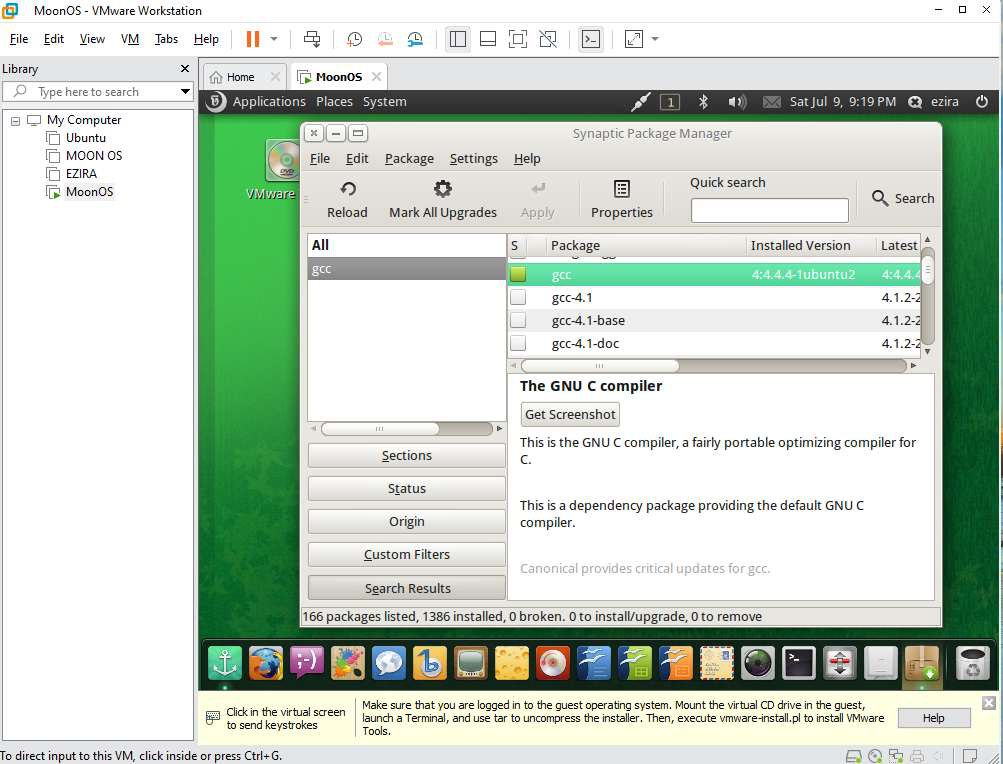 MoonOS - VMware Workstation
File Edit View VM Tabs Help
Library
Type here to search
My Computer
Ubuntu
MOON OS
EZIRA
MoonOS
Home
MoonOS
Applications Places System
1
Sat Jul 9, 9:19 PM
ezira
VMware
Synaptic Package Manager
File Edit Package Settings Help
Reload
Mark All Upgrades
Apply
Properties
Quick search
Search
All
gcc
S Package Installed Version Latest
gcc 4:4.4.4-1ubuntu2 4:4.4.4
gcc-4.1 4.1.2-2
gcc-4.1-base 4.1.2-2
gcc-4.1-doc 4.1.2-2
The GNU C compiler
Get Screenshot
This is the GNU C compiler, a fairly portable optimizing compiler for
C.
This is a dependency package providing the default GNU C
compiler.
Canonical provides critical updates for gcc.
Sections
Status
Origin
Custom Filters
Search Results
166 packages listed, 1386 installed, 0 broken. 0 to install/upgrade, 0 to remove
Click in the virtual screen
to send keystrokes
Make sure that you are logged in to the guest operating system. Mount the virtual CD drive in the guest,
launch a Terminal, and use tar to uncompress the installer. Then, execute vmware-install.pl to install VMware
Tools.
Help
To direct input to this VM, click inside or press Ctrl+G.